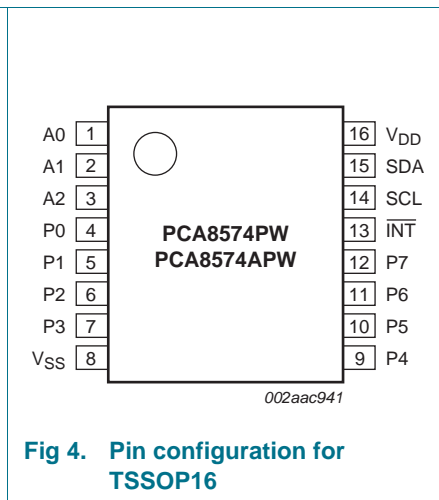 A0 1 16 VDD
A1 2 15 SDA
A2 3 14 SCL
P0 4 PCA8574PW 13 I̅N̅T̅
P1 5 PCA8574APW 12 P7
P2 6 11 P6
P3 7 10 P5
VSS 8 9 P4
002aac941
Fig 4. Pin configuration for
TSSOP16